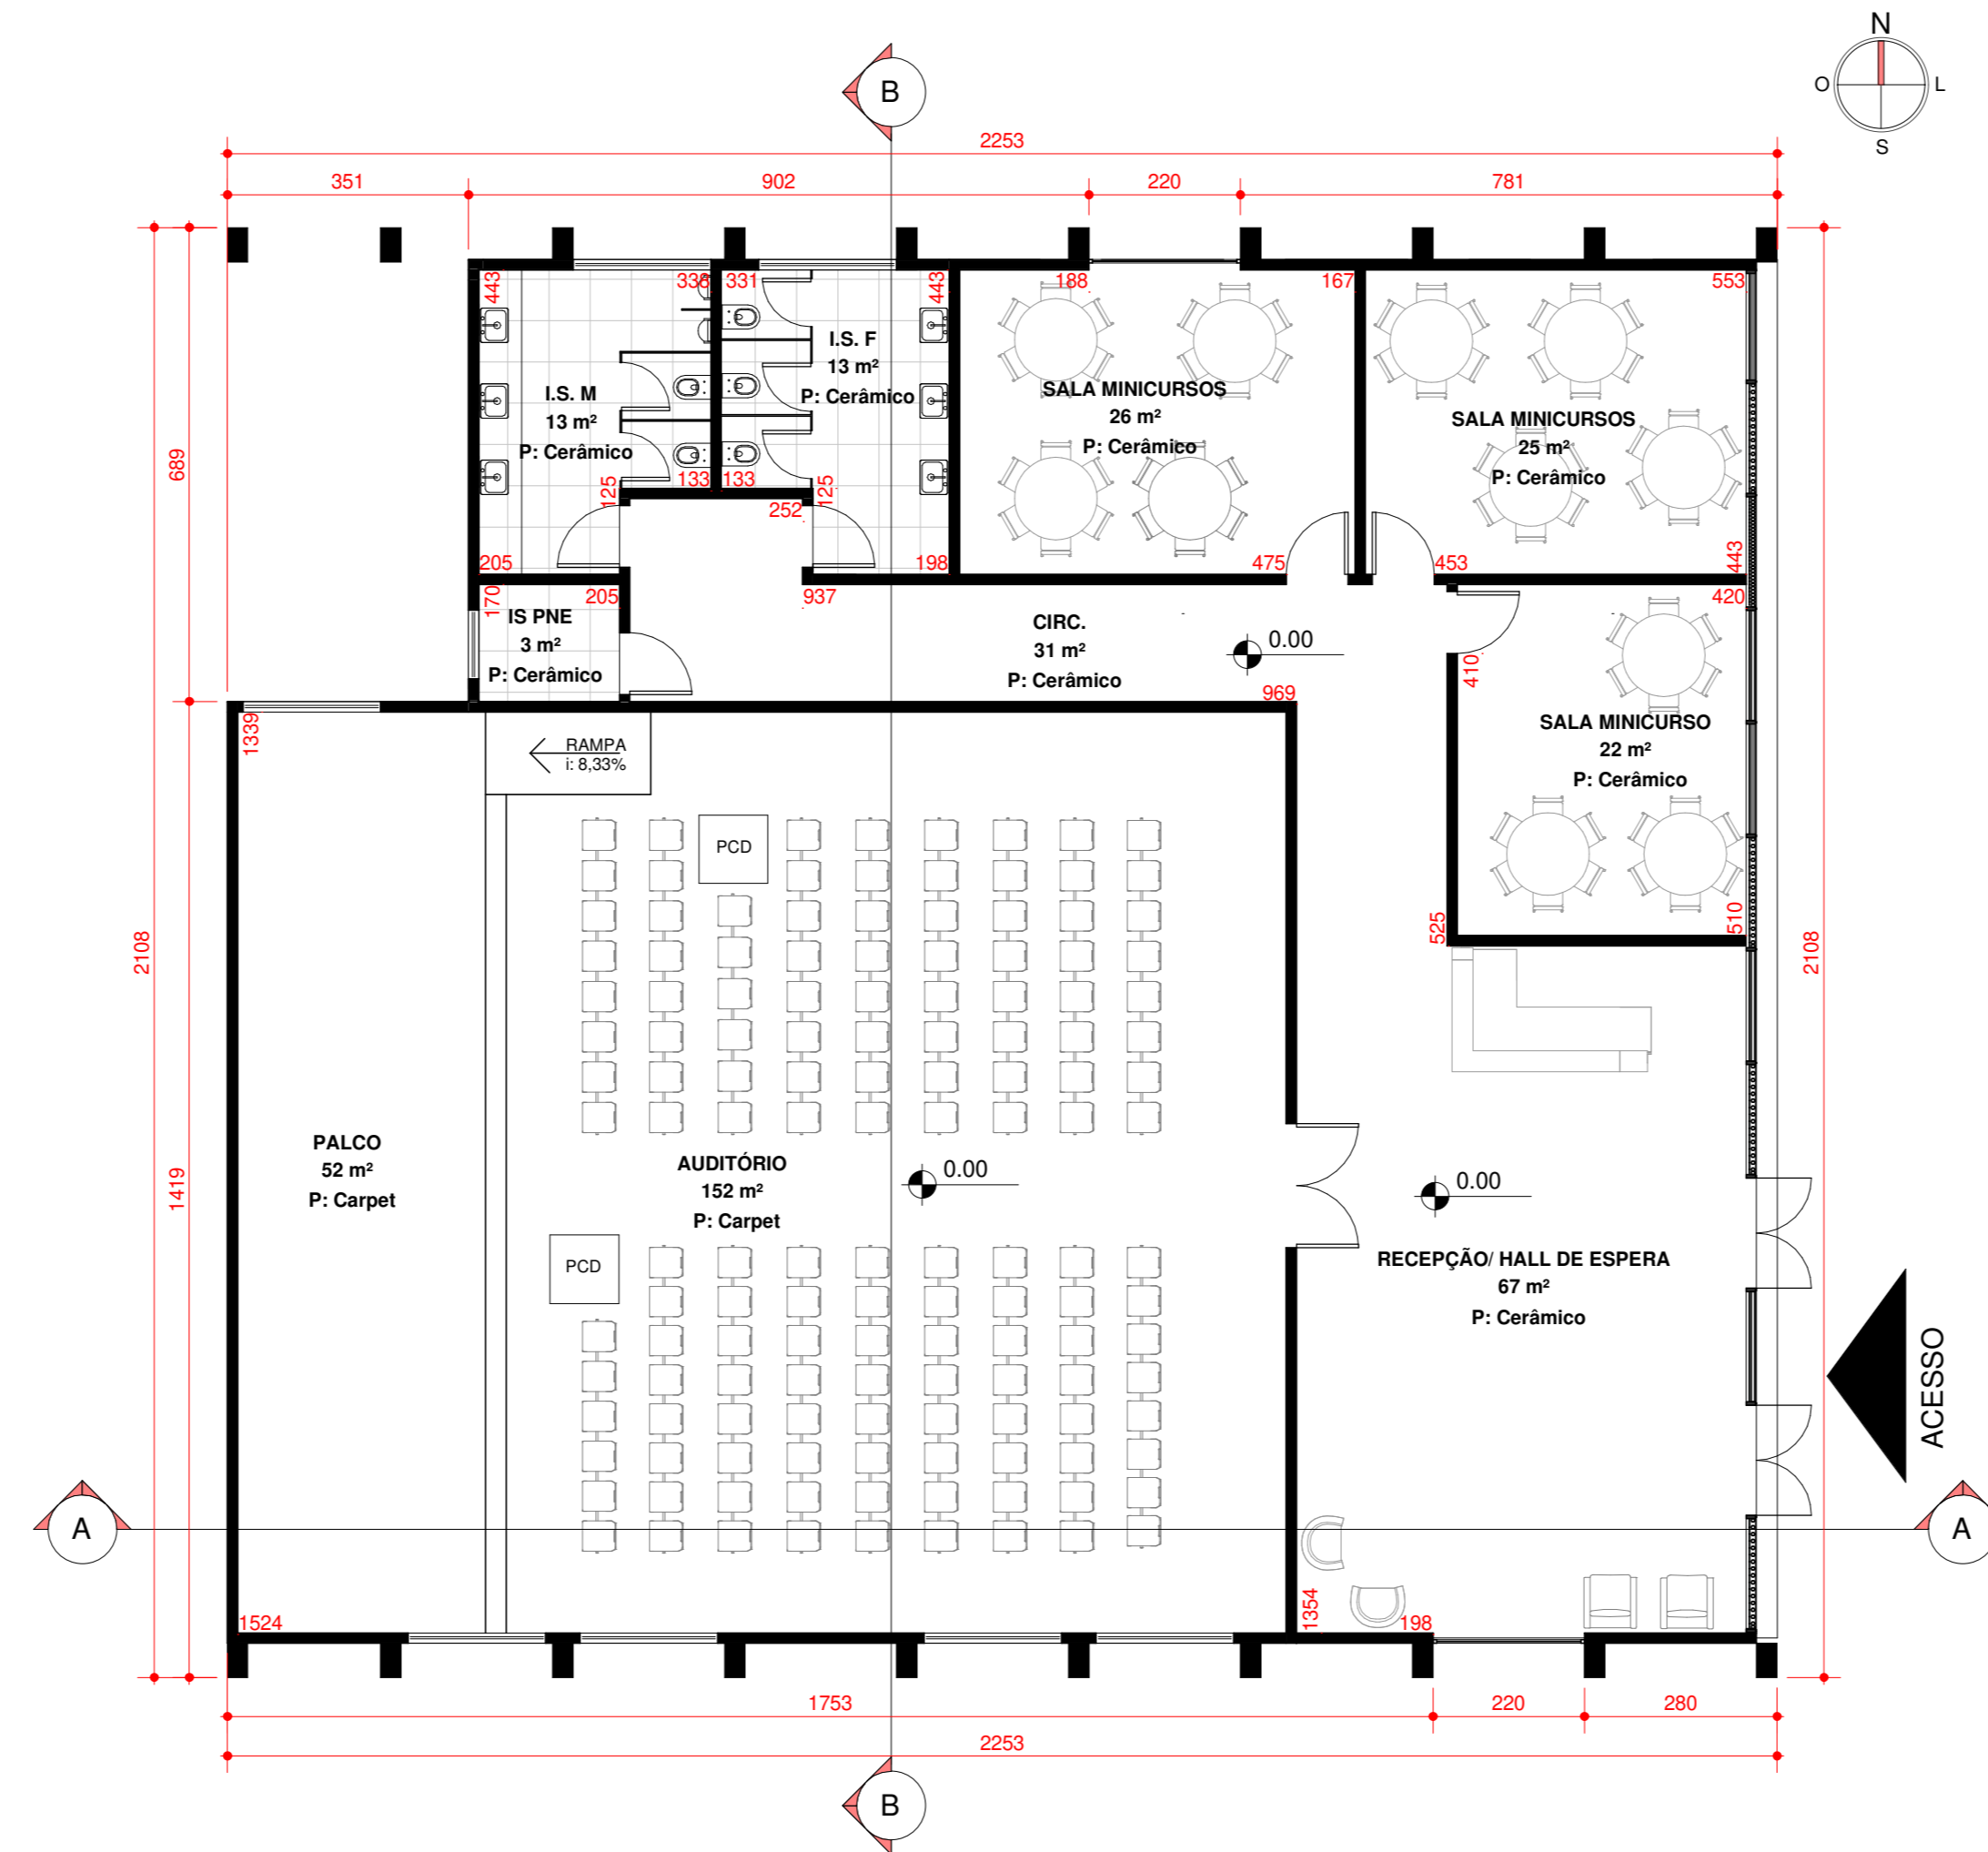 N
O
L
S
B
2253
351
902
220
781
443
338
331
443
188
167
553
I.S. F
13 m²
P: Cerâmico
I.S. M
13 m²
P: Cerâmico
SALA MINICURSOS
26 m²
P: Cerâmico
SALA MINICURSOS
25 m²
P: Cerâmico
689
133
133
125
125
252
205
198
475
453
443
170
205
937
420
IS PNE
3 m²
P: Cerâmico
CIRC.
31 m²
P: Cerâmico
0.00
410
969
1339
RAMPA
i: 8,33%
SALA MINICURSO
22 m²
P: Cerâmico
PCD
525
510
2108
2108
PALCO
52 m²
P: Carpet
AUDITÓRIO
152 m²
P: Carpet
0.00
0.00
1419
PCD
RECEPÇÃO/ HALL DE ESPERA
67 m²
P: Cerâmico
ACESSO
A
A
1524
1354
198
1753
220
280
2253
B